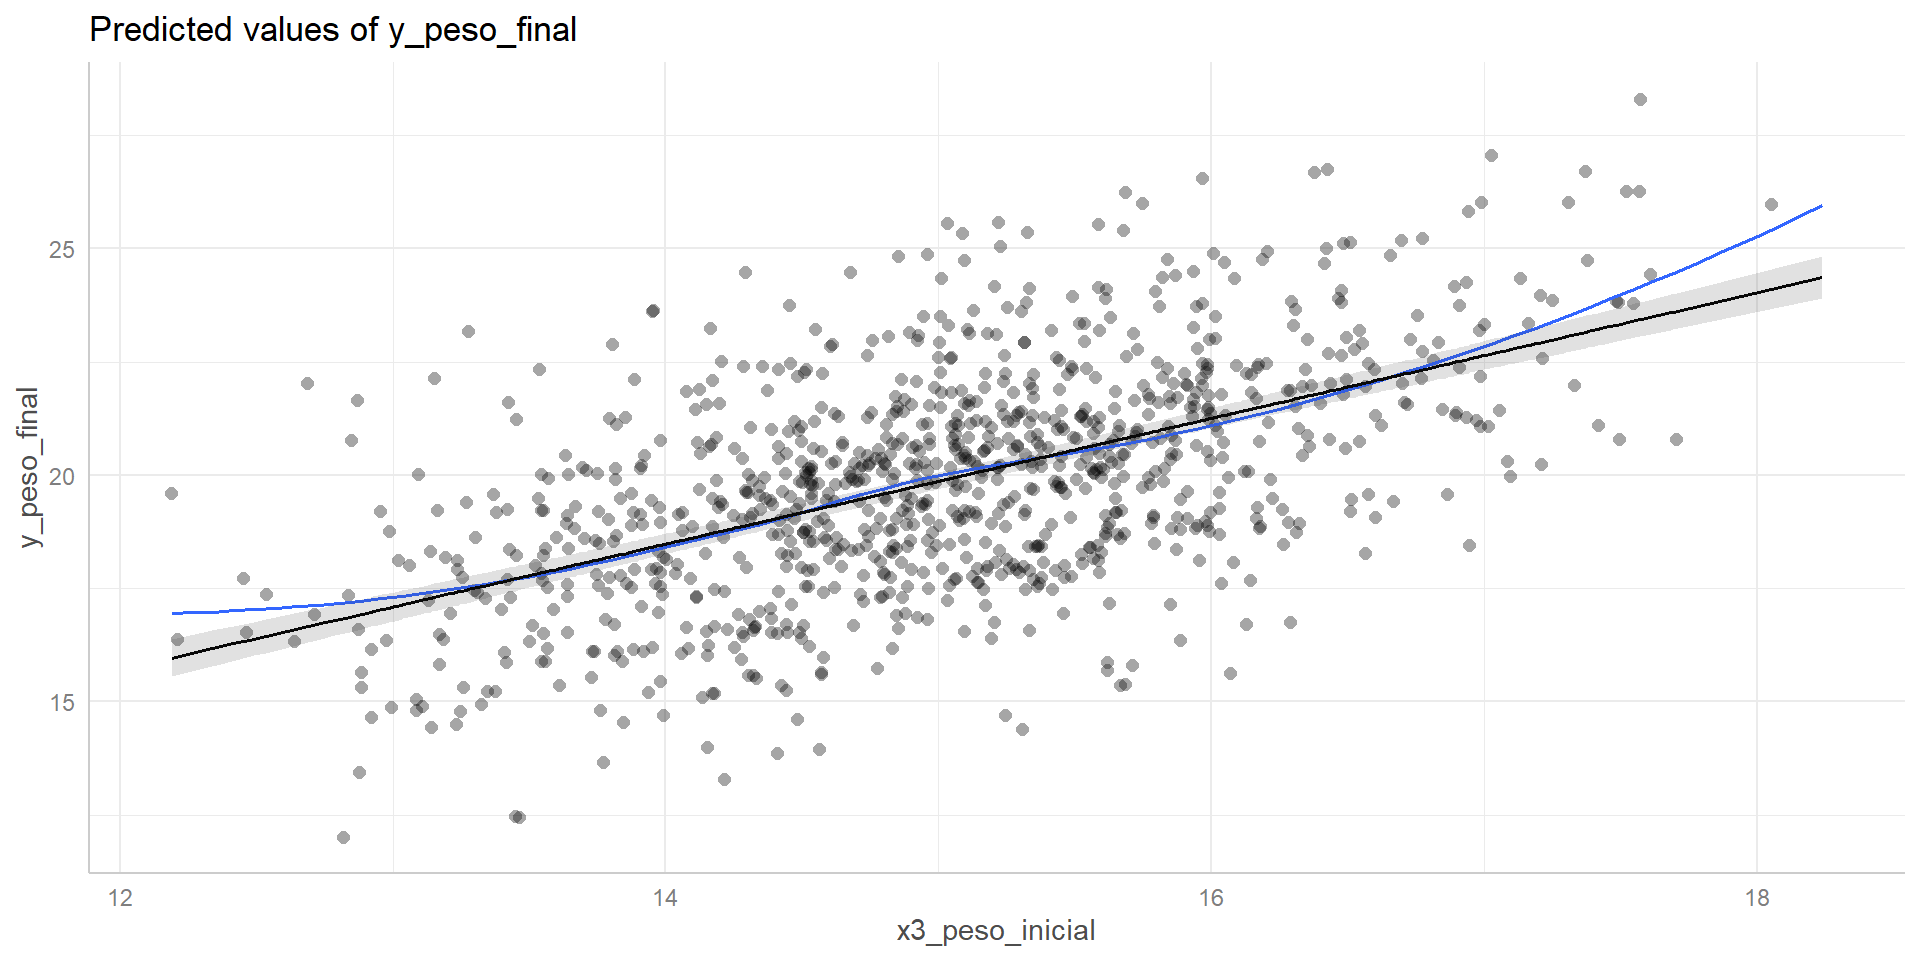 Predicted values of y_peso_final
y_peso_final
25
20
15
12 14 16 18
x3_peso_inicial